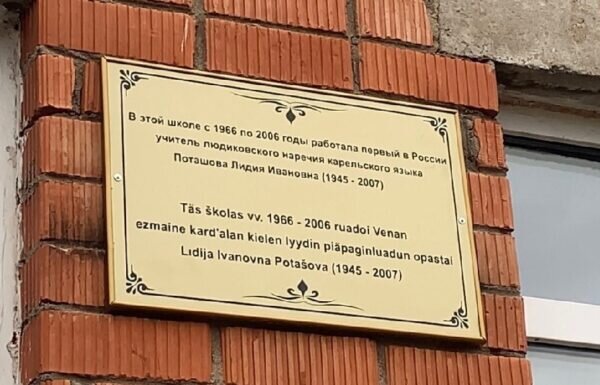 В этой школе с 1966 по 2006 годы работала первый в России
учитель людиковского наречия карельского языка
Поташова Лидия Ивановна (1945 - 2007)
Täs školas vv. 1966 - 2006 ruadoi Venan
ezmaine kard'alan kielen lyydin piäpaginluadun opastai
Lidija Ivanovna Potašova (1945 - 2007)